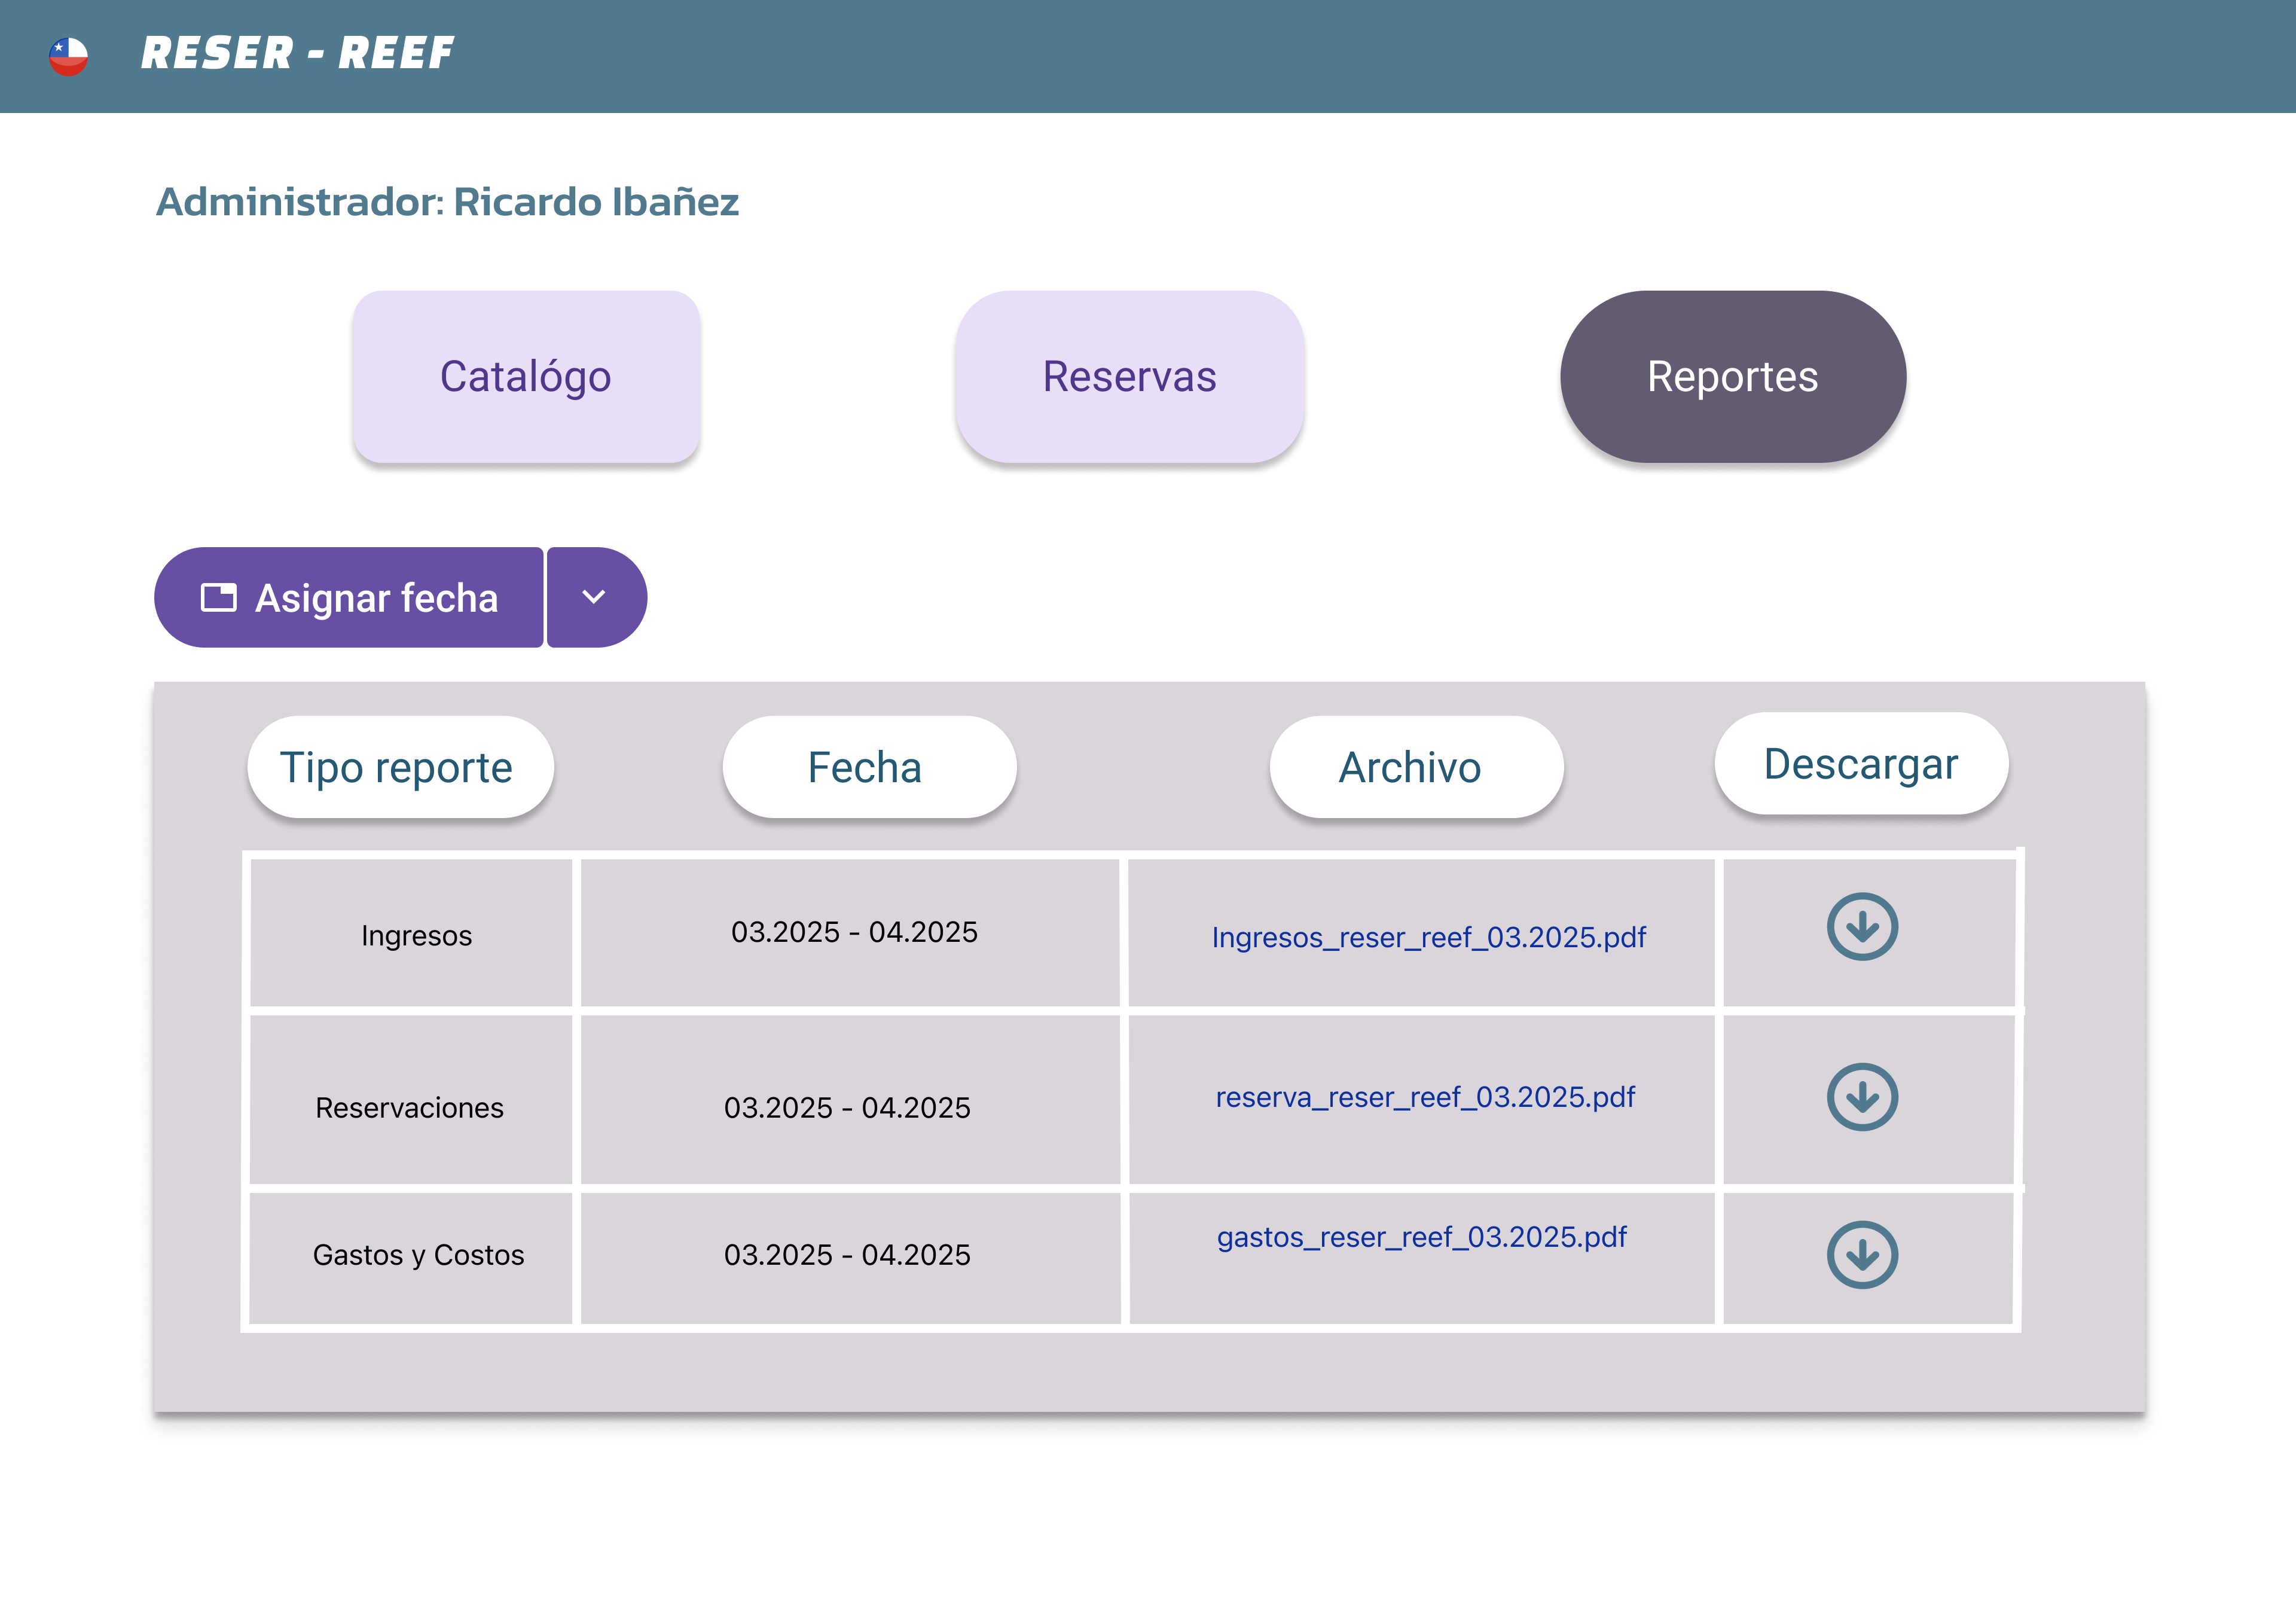 RESER - REEF
Administrador: Ricardo Ibañez
Catalógo
Reservas
Reportes
Asignar fecha
Tipo reporte
Fecha
Archivo
Descargar
Ingresos
03.2025 - 04.2025
Ingresos_reser_reef_03.2025.pdf
Reservaciones
03.2025 - 04.2025
reserva_reser_reef_03.2025.pdf
Gastos y Costos
03.2025 - 04.2025
gastos_reser_reef_03.2025.pdf